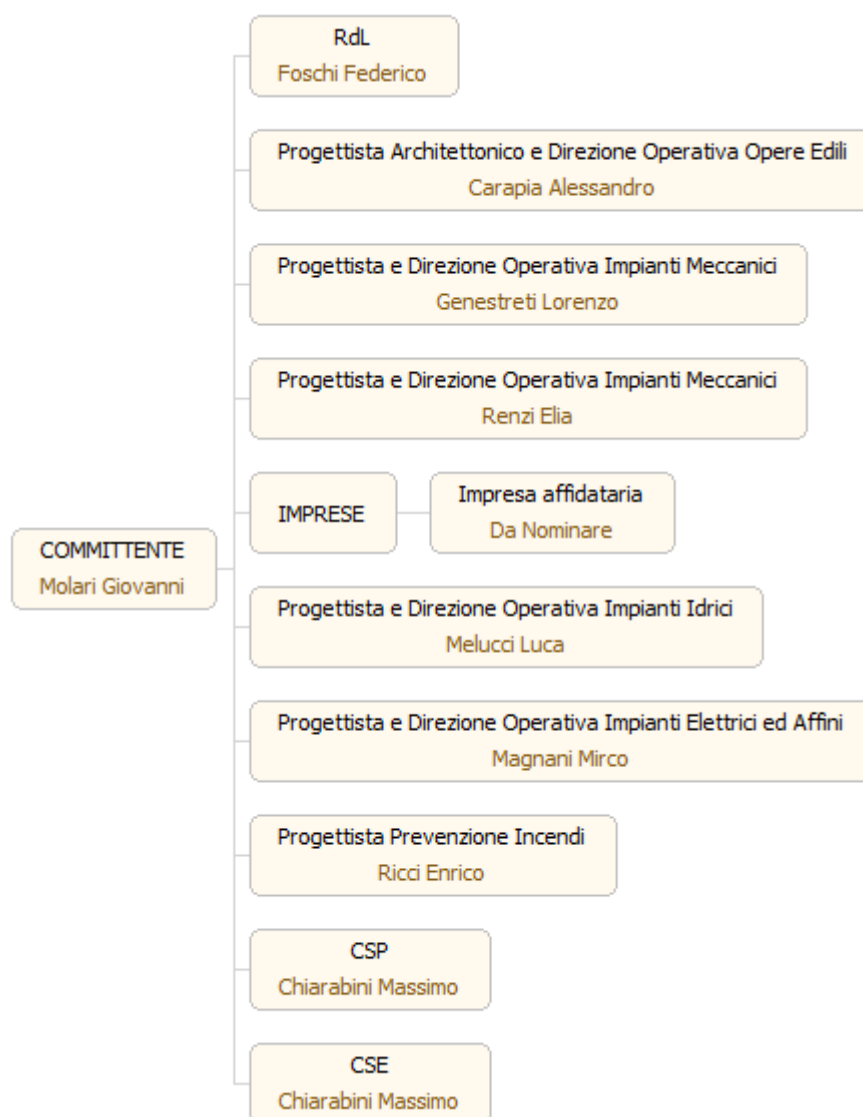 RdL
Foschi Federico
Progettista Architettonico e Direzione Operativa Opere Edili
Carapia Alessandro
Progettista e Direzione Operativa Impianti Meccanici
Genestreti Lorenzo
Progettista e Direzione Operativa Impianti Meccanici
Renzi Elia
IMPRESE
Impresa affidataria
Da Nominare
COMMITTENTE
Molari Giovanni
Progettista e Direzione Operativa Impianti Idrici
Melucci Luca
Progettista e Direzione Operativa Impianti Elettrici ed Affini
Magnani Mirco
Progettista Prevenzione Incendi
Ricci Enrico
CSP
Chiarabini Massimo
CSE
Chiarabini Massimo